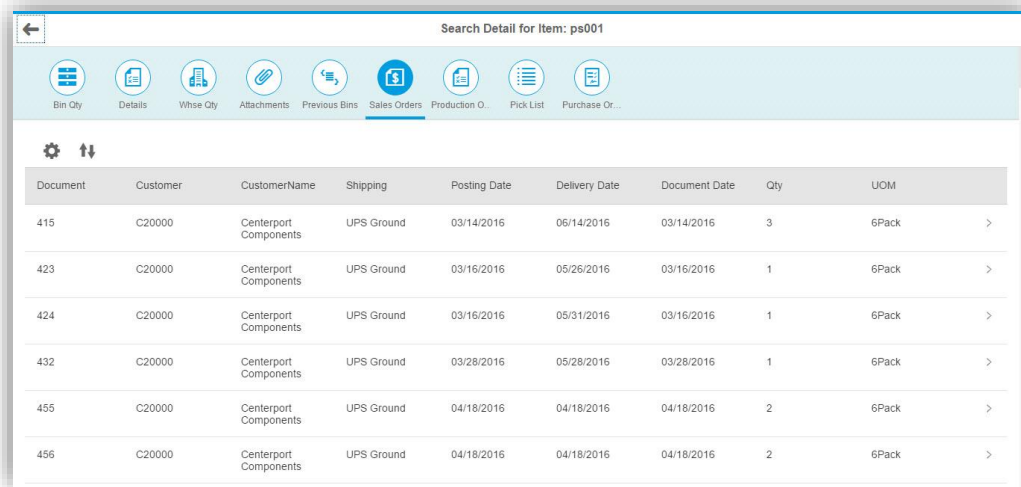 Search Detail for Item: ps001
Bin Qty Details Whse Qty Attachments Previous Bins Sales Orders Production O... Pick List Purchase Or...
Document Customer CustomerName Shipping Posting Date Delivery Date Document Date Qty UOM
415 C20000 Centerport UPS Ground 03/14/2016 06/14/2016 03/14/2016 3 6Pack
Components
423 C20000 Centerport UPS Ground 03/16/2016 05/26/2016 03/16/2016 1 6Pack
Components
424 C20000 Centerport UPS Ground 03/16/2016 05/31/2016 03/16/2016 1 6Pack
Components
432 C20000 Centerport UPS Ground 03/28/2016 05/28/2016 03/28/2016 1 6Pack
Components
455 C20000 Centerport UPS Ground 04/18/2016 04/18/2016 04/18/2016 2 6Pack
Components
456 C20000 Centerport UPS Ground 04/18/2016 04/18/2016 04/18/2016 2 6Pack
Components